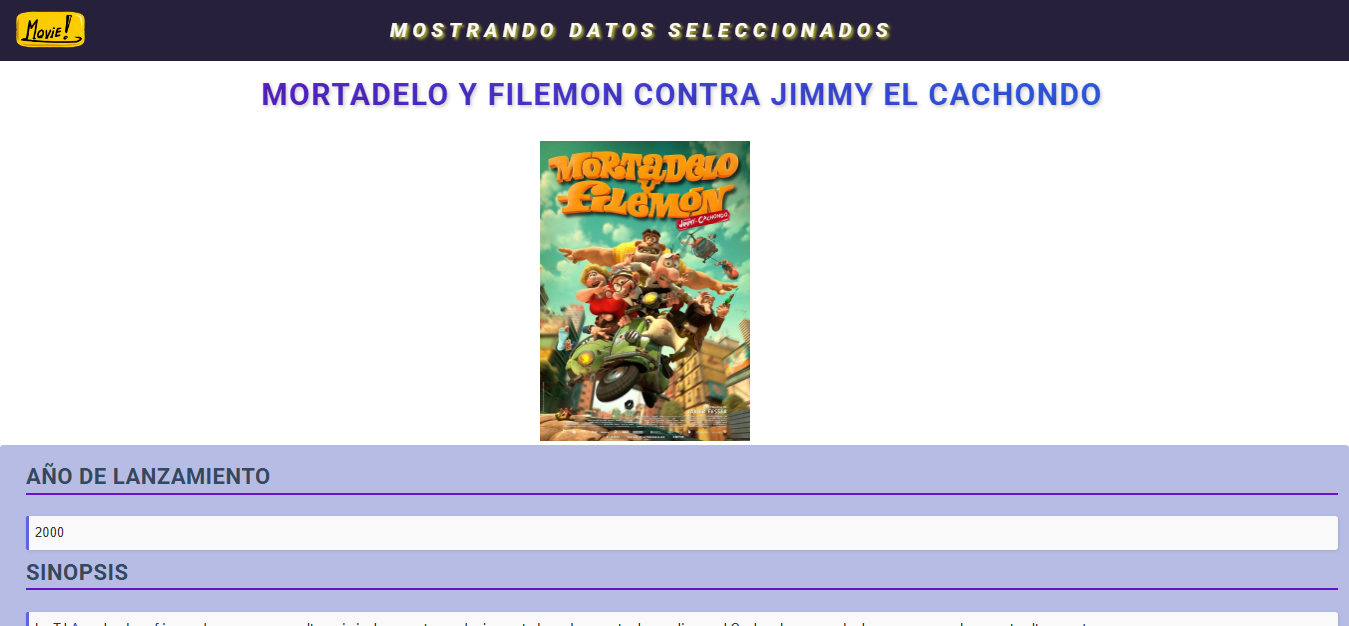 Movie!
MOSTRANDO DATOS SELECCIONADOS
MORTADELO Y FILEMON CONTRA JIMMY EL CACHONDO
MORTADELO
Y
FILEMÓN
JIMMY EL CACHONDO
FESSER
AÑO DE LANZAMIENTO
2000
SINOPSIS